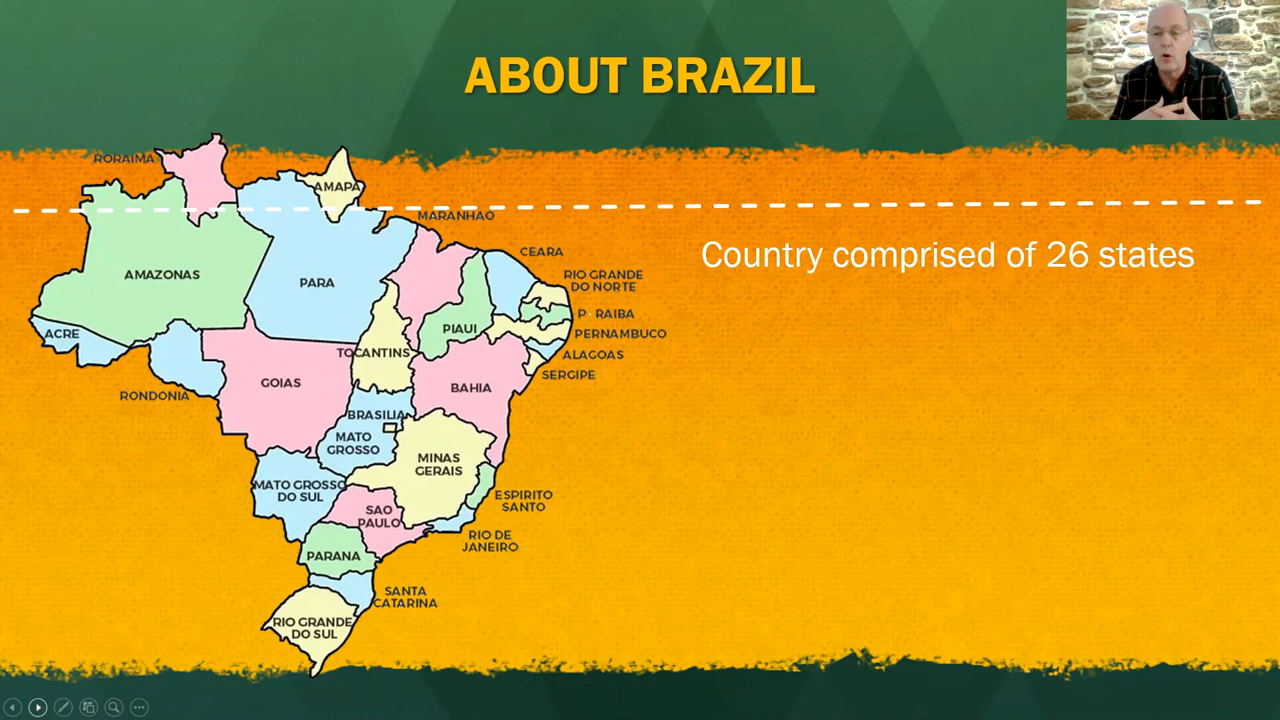 ABOUT BRAZIL
RORAIMA
AMAPA
MARANHAO
CEARA
Country comprised of 26 states
AMAZONAS
PARA
RIO GRANDE
DO NORTE
P RAIBA
ACRE
PIAUI
PERNAMBUCO
TOCANTINS
ALAGOAS
SERGIPE
RONDONIA
GOIAS
BAHIA
BRASILIA
MATO
GROSSO
MINAS
GERAIS
MATO GROSSO
DO SUL
ESPIRITO
SANTO
SAO
PAULO
RIO DE
JANEIRO
PARANA
SANTA
CATARINA
RIO GRANDE
DO SUL